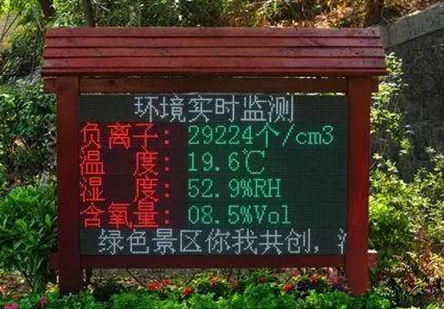 环境实时监测
负离子: 29224个/cm3
温 度: 19.6℃
湿 度: 52.9%RH
含氧量: 08.5%Vol
绿色景区你我共创,